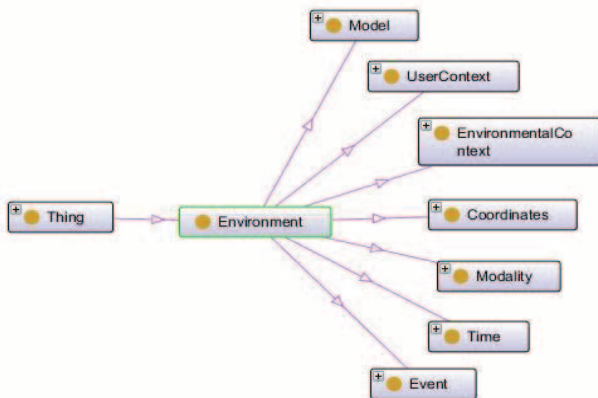 Model
UserContext
EnvironmentalCo
ntext
Thing
Environment
Coordinates
Modality
Time
Event